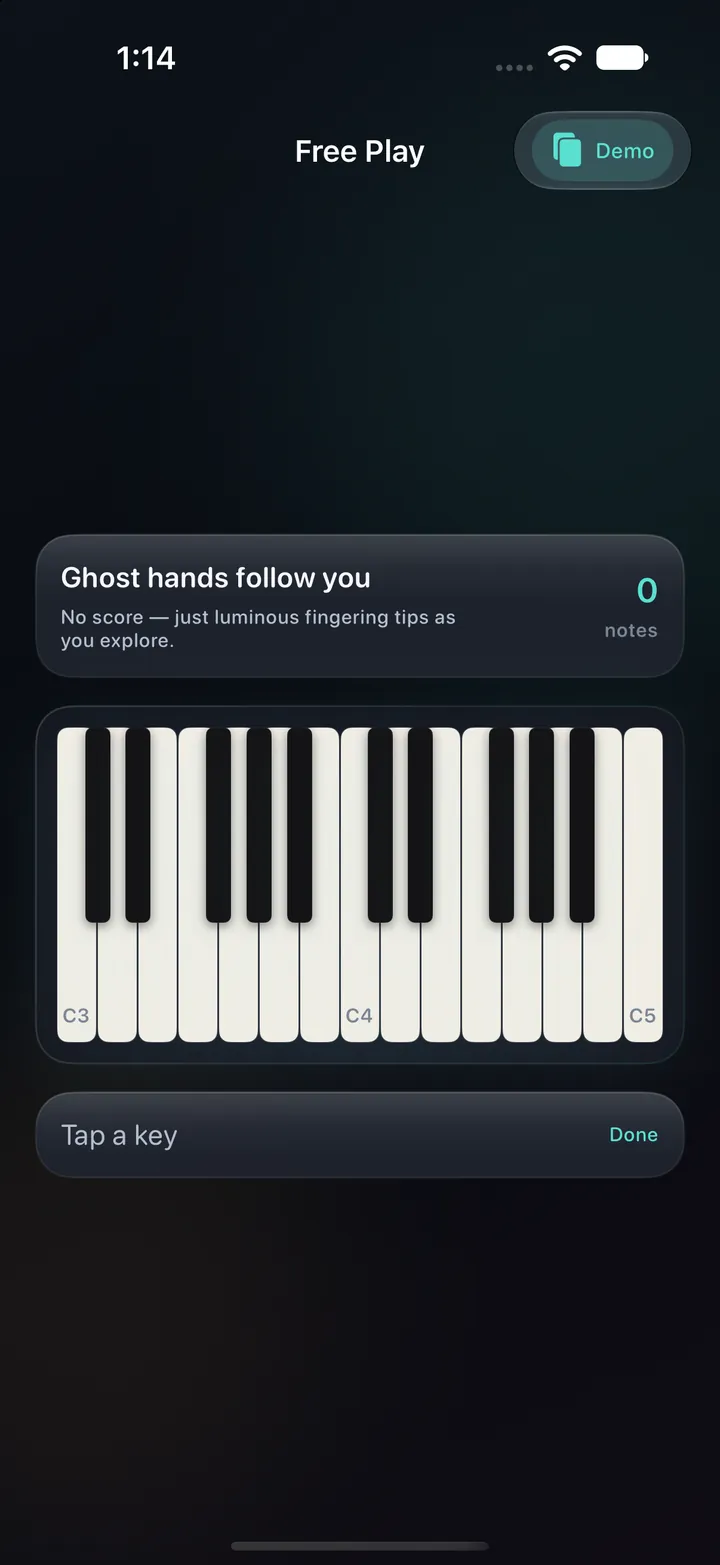 1:14
Free Play
Demo
Ghost hands follow you
No score — just luminous fingering tips as
you explore.
0
notes
C3
C4
C5
Tap a key
Done